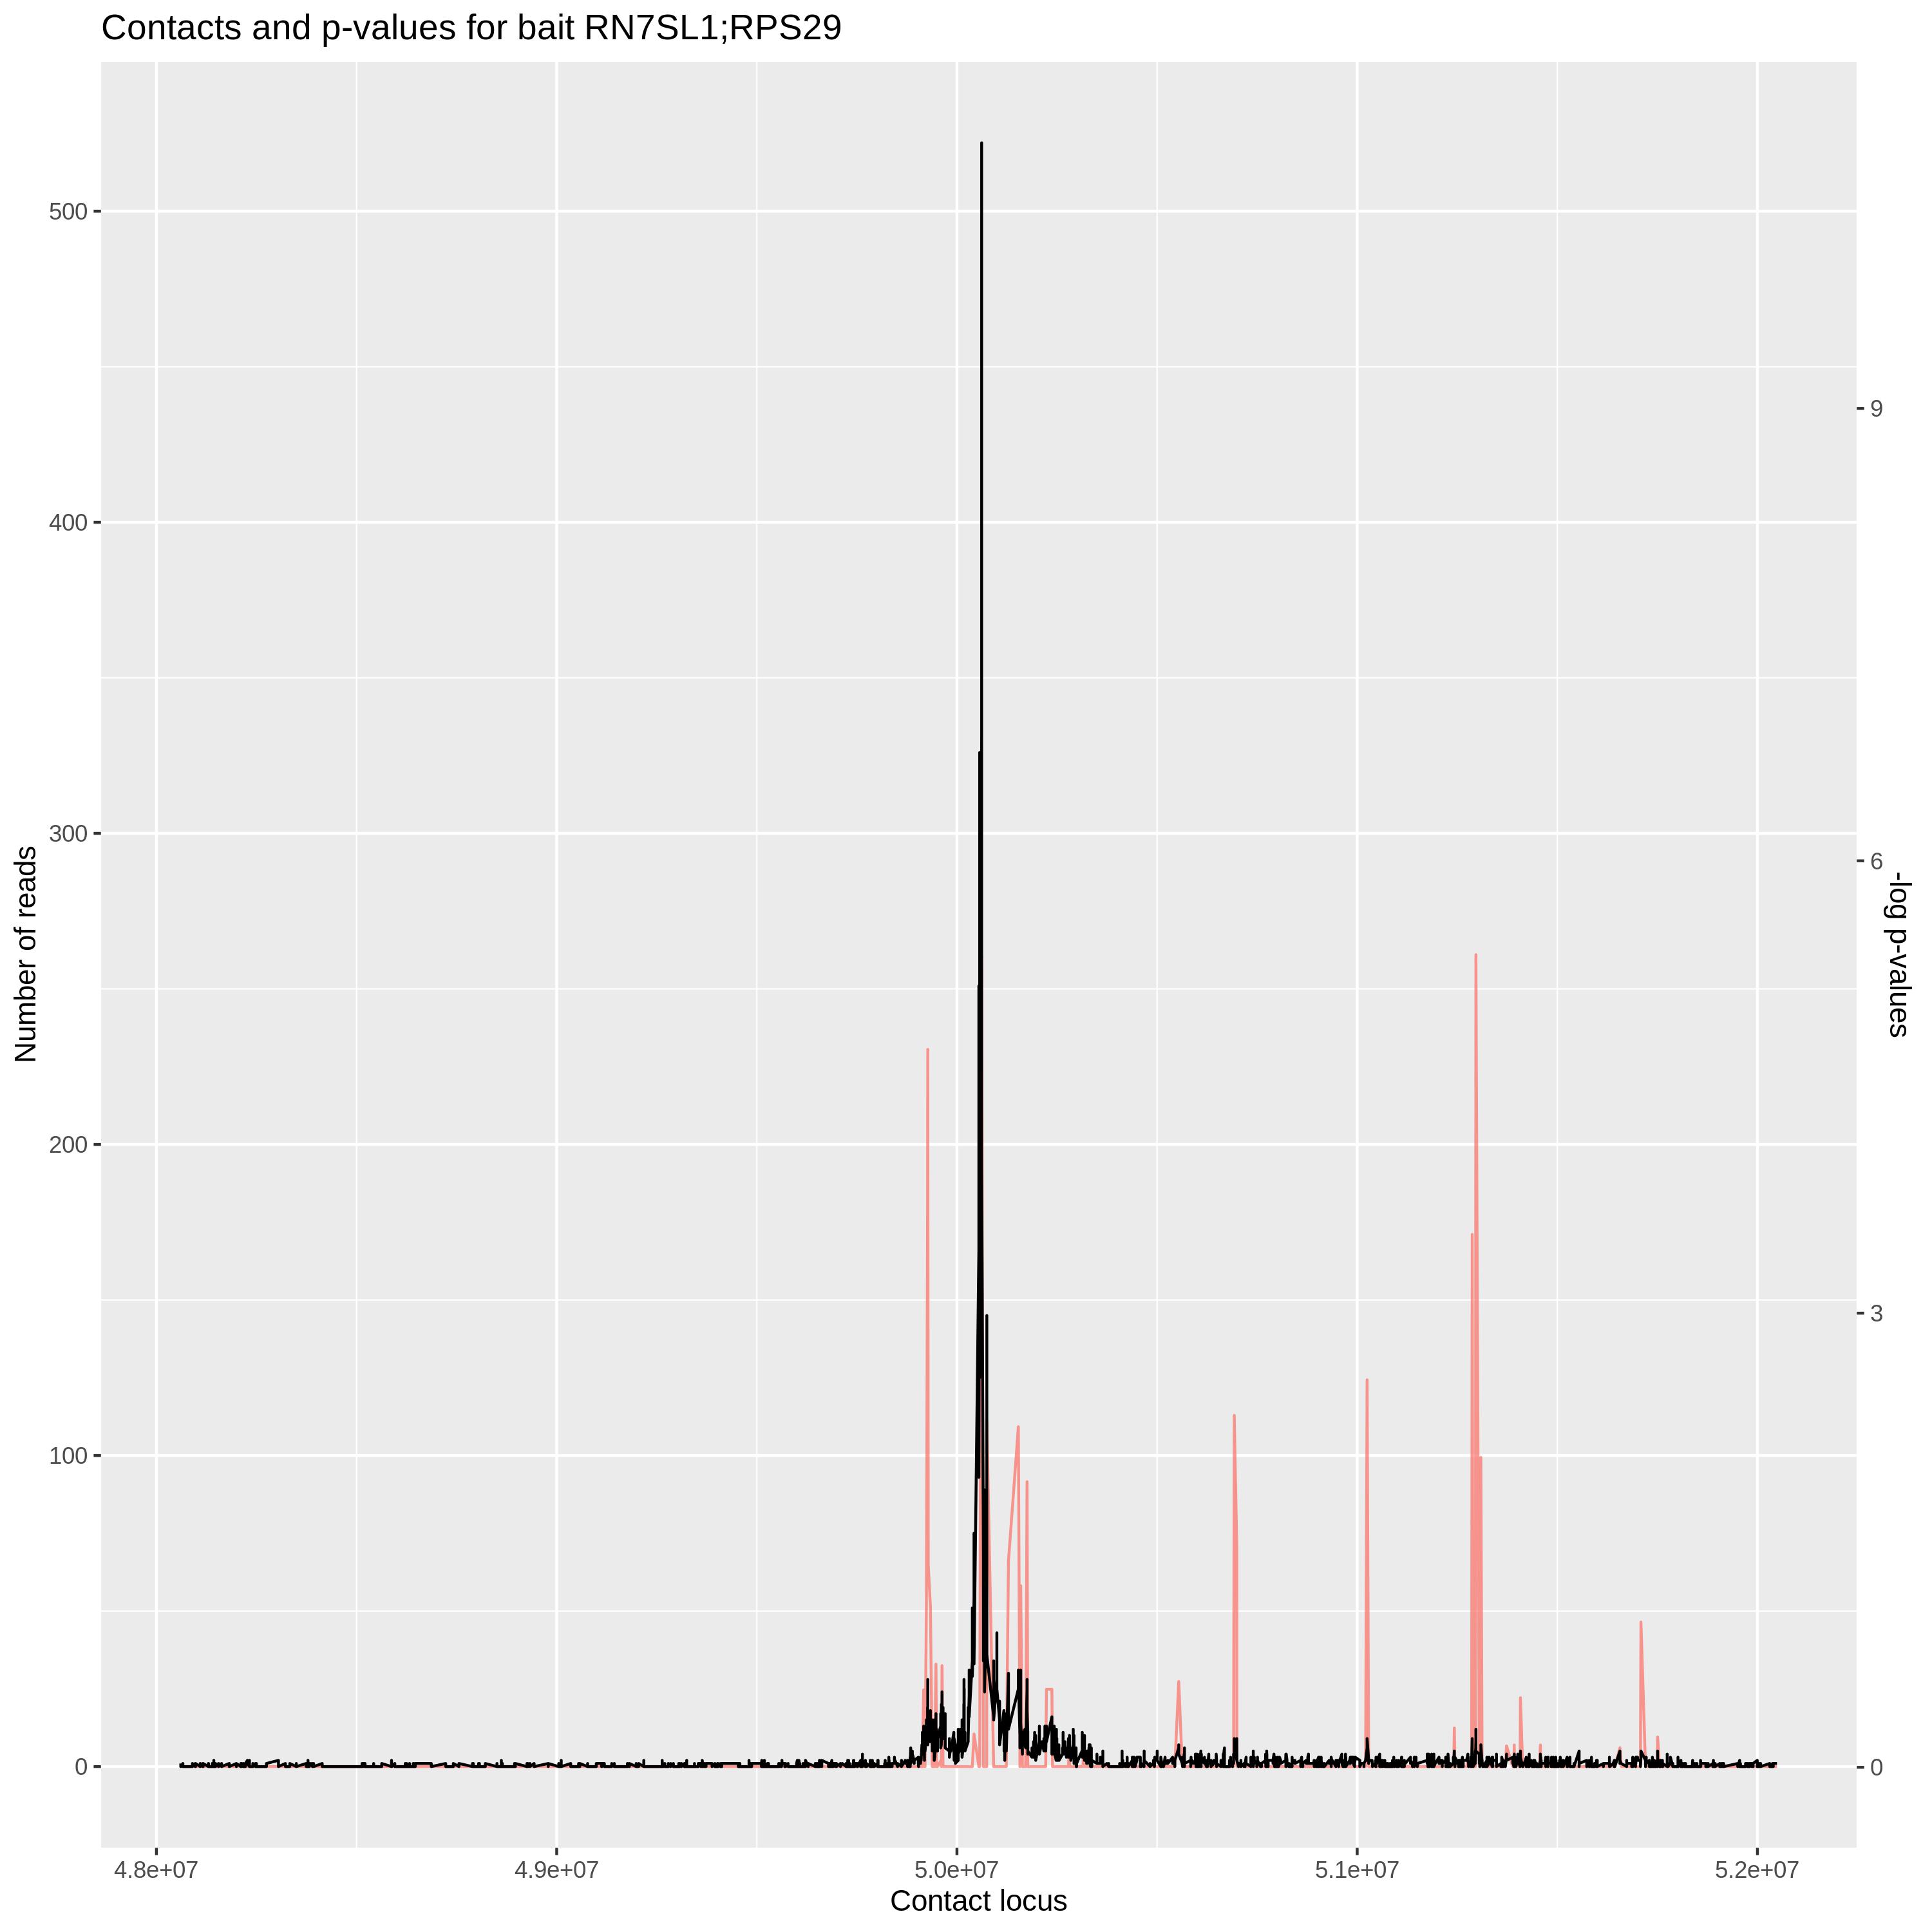 Contacts and p-values for bait RN7SL1;RPS29
500
400
300
200
100
0
Number of reads
9
6
3
0
-log p-values
4.8e+07
4.9e+07
5.0e+07
5.1e+07
5.2e+07
Contact locus